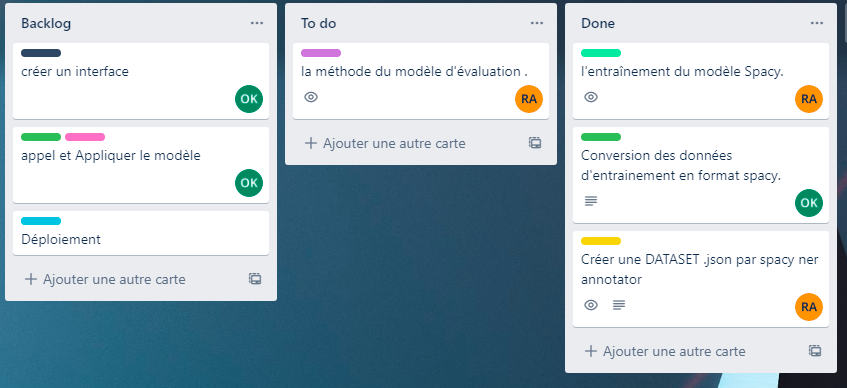 Backlog
créer un interface
OK
appel et Appliquer le modèle
OK
Déploiement
Ajouter une autre carte
To do
la méthode du modèle d'évaluation .
RA
Ajouter une autre carte
Done
l'entraînement du modèle Spacy.
RA
Conversion des données
d'entrainement en format spacy.
OK
Créer une DATASET .json par spacy ner
annotator
RA
Ajouter une autre carte